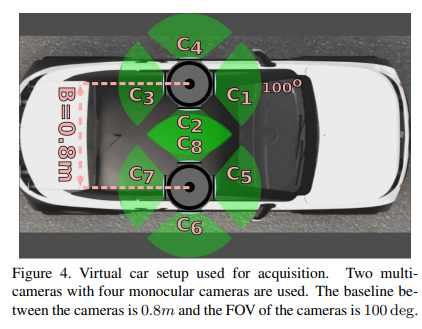 C4
C3
C1
100°
C2
B=0.8m
C8
C7
C5
C6
Figure 4. Virtual car setup used for acquisition. Two multi-
cameras with four monocular cameras are used. The baseline be-
tween the cameras is 0.8m and the FOV of the cameras is 100 deg.